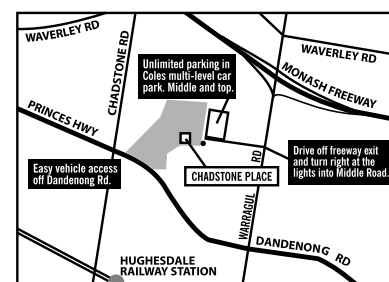 WAVERLEY RD
CHADSTONE RD
Unlimited parking in
Coles multi-level car
park. Middle and top.
WAVERLEY RD
MONASH FREEWAY
PRINCES HWY
Easy vehicle access
off Dandenong Rd.
CHADSTONE PLACE
Drive off freeway exit
and turn right at the
lights into Middle Road.
WARRAGUL RD
DANDENONG RD
HUGHESDALE
RAILWAY STATION